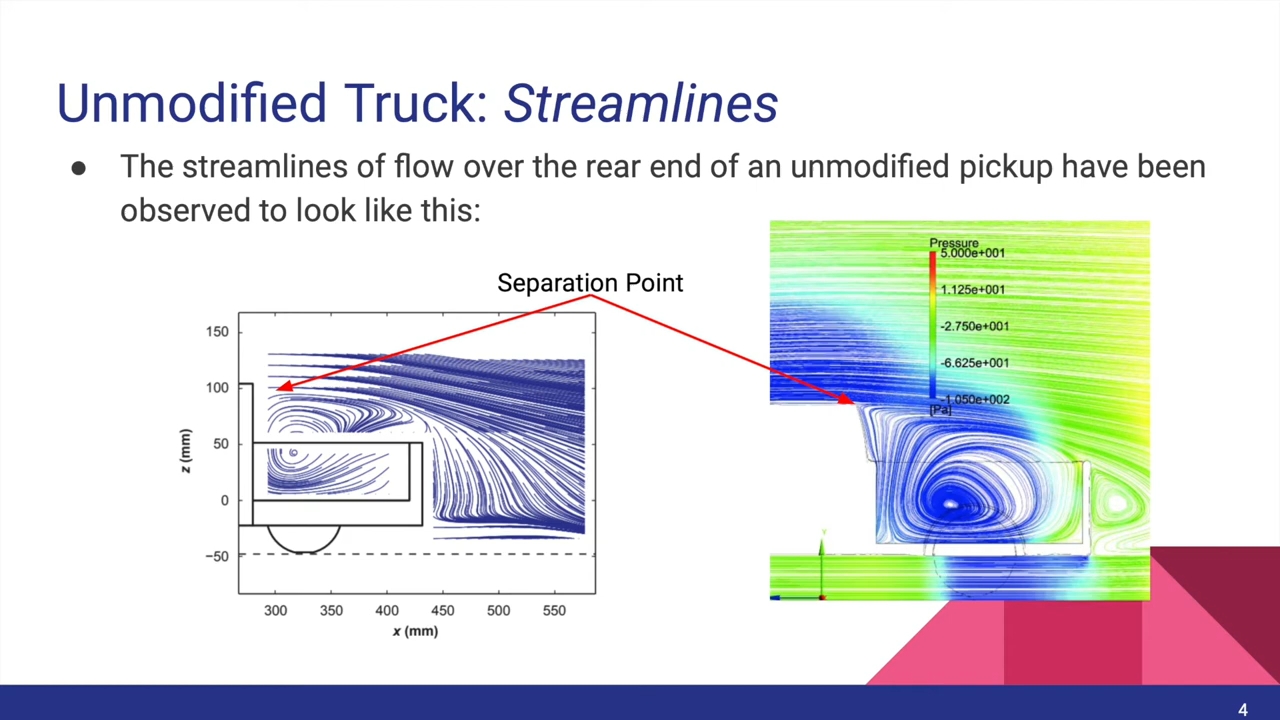 Unmodified Truck: Streamlines
● The streamlines of flow over the rear end of an unmodified pickup have been
observed to look like this:
Separation Point
150
100
50
0
−50
z (mm)
300 350 400 450 500 550
x (mm)
Pressure
5.000e+001
1.125e+001
-2.750e+001
-6.625e+001
-1.050e+002
[Pa]
Y
4